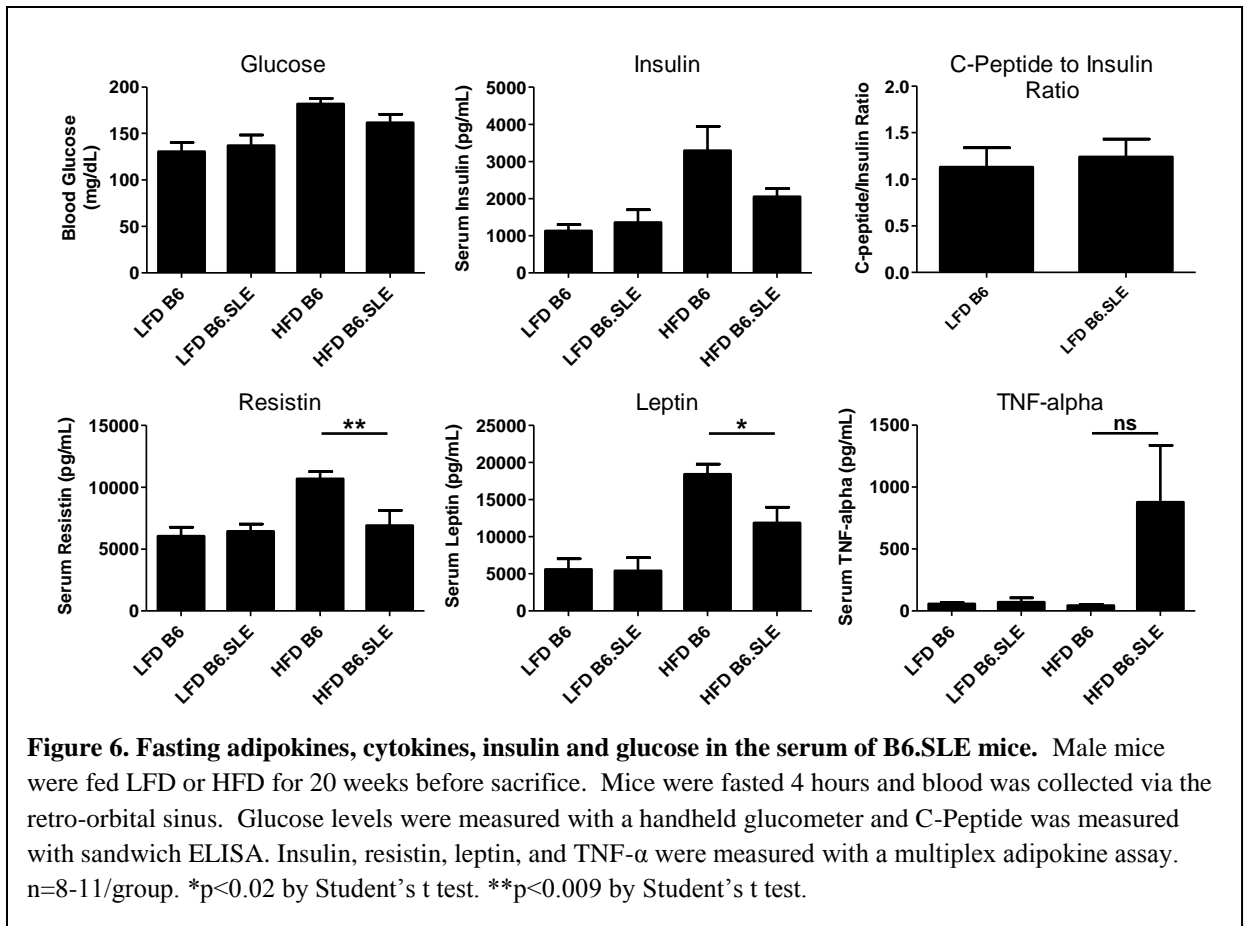 Glucose
Blood Glucose
(mg/dL)
200
150
100
50
0
LFD B6
LFD B6.SLE
HFD B6
HFD B6.SLE
Insulin
Serum Insulin (pg/mL)
5000
4000
3000
2000
1000
0
LFD B6
LFD B6.SLE
HFD B6
HFD B6.SLE
C-Peptide to Insulin
Ratio
C-peptide/Insulin Ratio
2.0
1.5
1.0
0.5
0.0
LFD B6
LFD B6.SLE
Resistin
Serum Resistin (pg/mL)
15000
10000
5000
0
**
LFD B6
LFD B6.SLE
HFD B6
HFD B6.SLE
Leptin
Serum Leptin (pg/mL)
25000
20000
15000
10000
5000
0
*
LFD B6
LFD B6.SLE
HFD B6
HFD B6.SLE
TNF-alpha
Serum TNF-alpha (pg/mL)
1500
1000
500
0
ns
LFD B6
LFD B6.SLE
HFD B6
HFD B6.SLE
Figure 6. Fasting adipokines, cytokines, insulin and glucose in the serum of B6.SLE mice. Male mice
were fed LFD or HFD for 20 weeks before sacrifice. Mice were fasted 4 hours and blood was collected via the
retro-orbital sinus. Glucose levels were measured with a handheld glucometer and C-Peptide was measured
with sandwich ELISA. Insulin, resistin, leptin, and TNF-α were measured with a multiplex adipokine assay.
n=8-11/group. *p<0.02 by Student’s t test. **p<0.009 by Student’s t test.